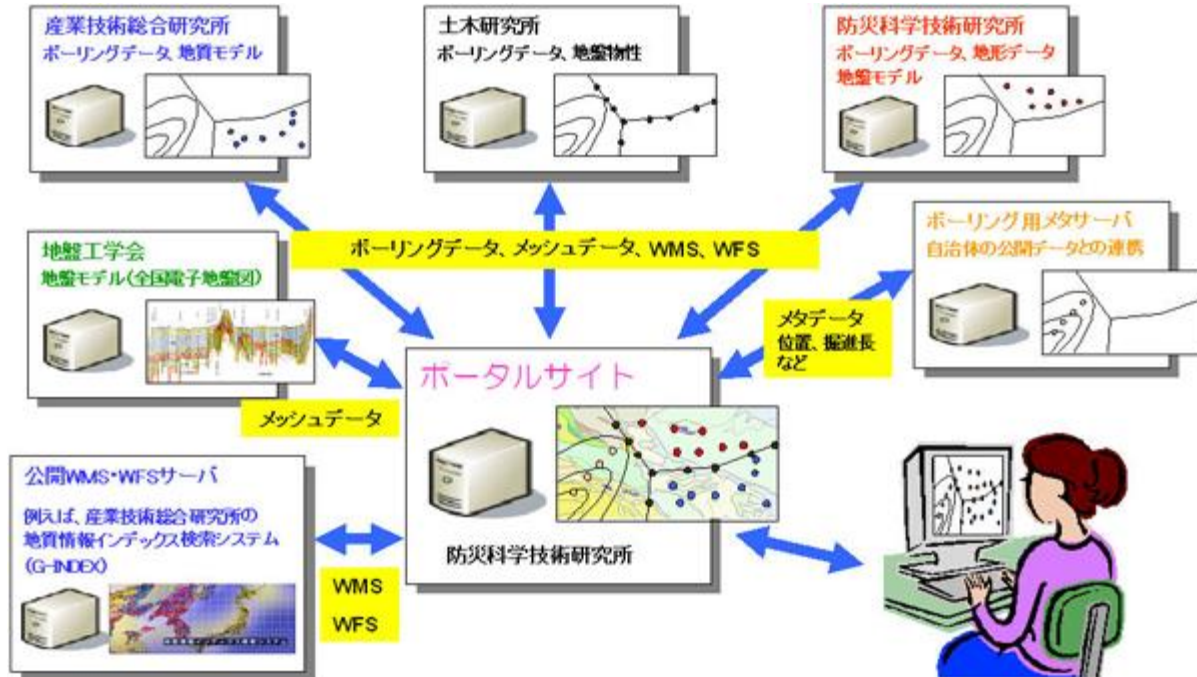 産業技術総合研究所
ボーリングデータ、地質モデル
土木研究所
ボーリングデータ、地盤物性
防災科学技術研究所
ボーリングデータ、地形データ
地盤モデル
ボーリングデータ、メッシュデータ、WMS、WFS
地盤工学会
地盤モデル(全国電子地盤図)
ボーリング用メタサーバ
自治体の公開データとの連携
メタデータ
位置、掘進長
など
メッシュデータ
ポータルサイト
防災科学技術研究所
公開WMS・WFSサーバ
例えば、産業技術総合研究所の
地質情報インデックス検索システム
(G-INDEX)
WMS
WFS